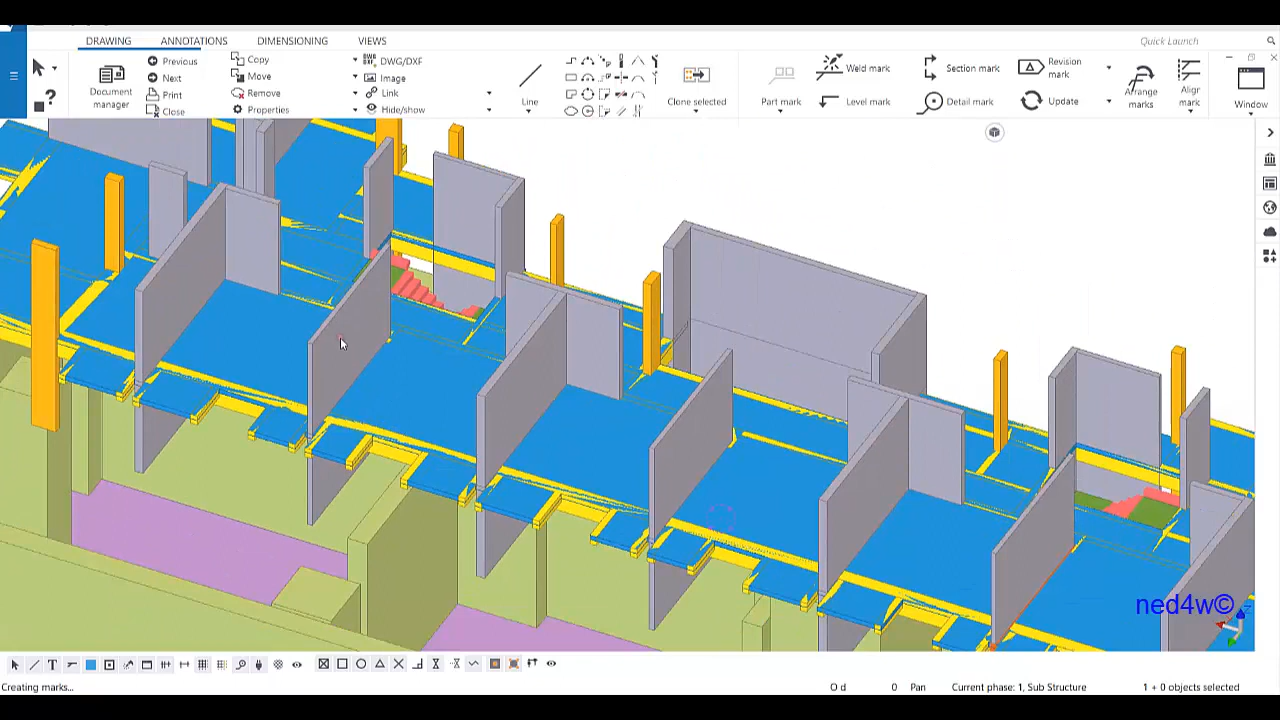 DRAWING ANNOTATIONS DIMENSIONING VIEWS Quick Launch
Document manager
Previous
Next
Print
Close
Copy
Move
Remove
Properties
DWG/DXF
Image
Link
Hide/show
Line
Clone selected
Part mark
Weld mark
Level mark
Section mark
Detail mark
Revision mark
Update
Arrange marks
Align mark
Window
ned4w©
Creating marks... O d 0 Pan Current phase: 1, Sub Structure 1 + 0 objects selected